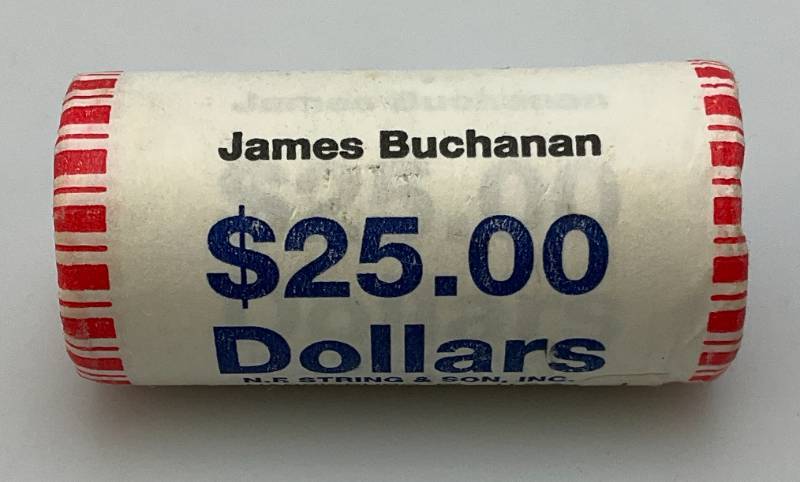 James Buchanan
$25.00
Dollars
N.F. STRING & SON, INC.